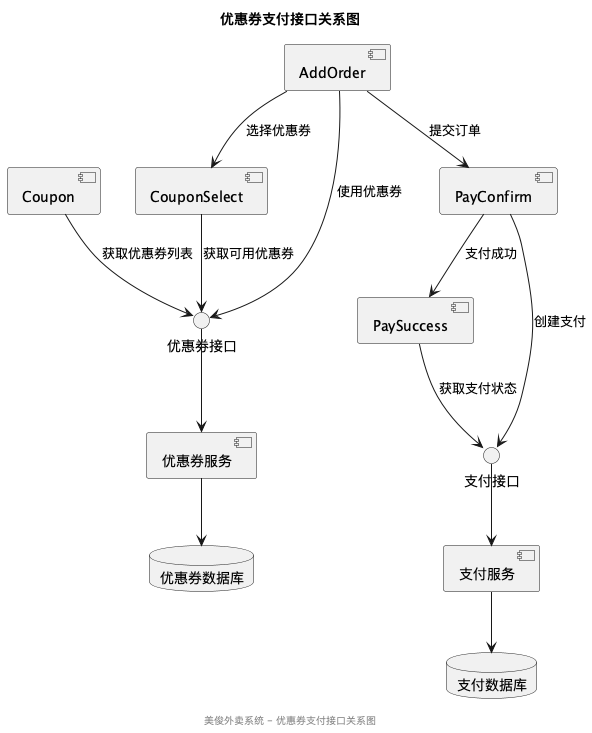 优惠券支付接口关系图
AddOrder
选择优惠券
提交订单
使用优惠券
Coupon
CouponSelect
PayConfirm
获取优惠券列表
获取可用优惠券
支付成功
创建支付
PaySuccess
优惠券接口
获取支付状态
优惠券服务
支付接口
优惠券数据库
支付服务
支付数据库
美俊外卖系统 – 优惠券支付接口关系图